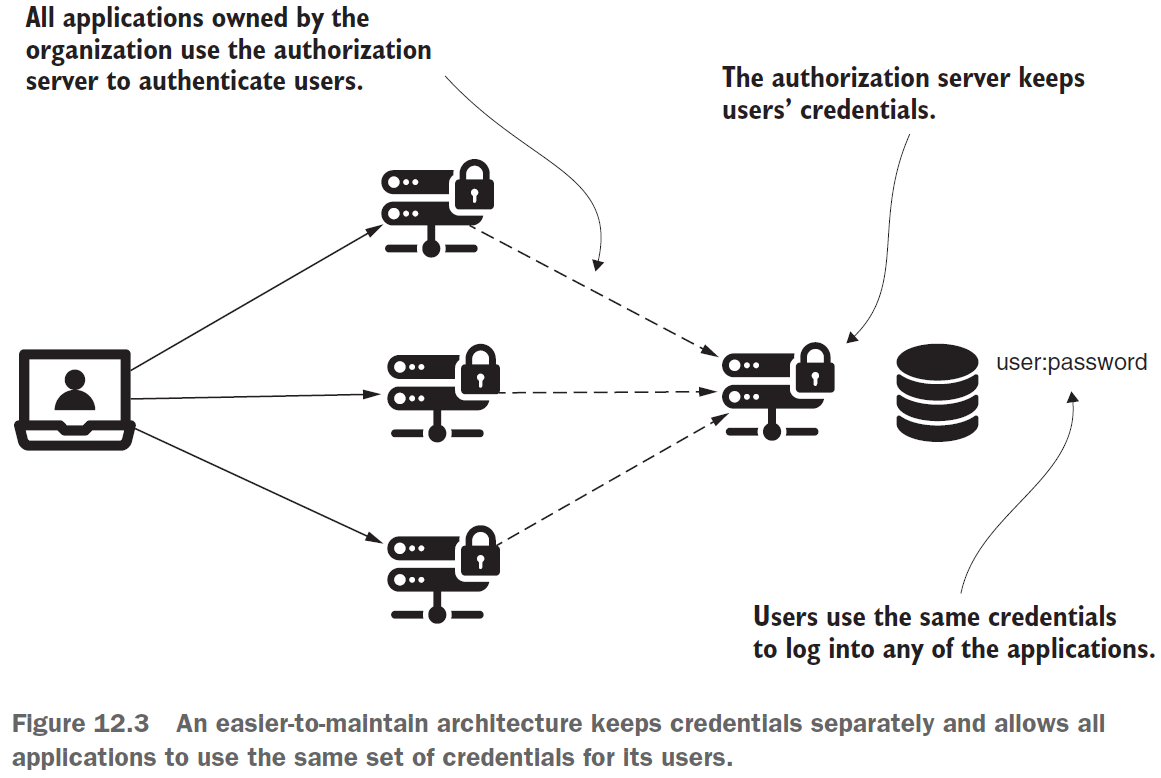 All applications owned by the
organization use the authorization
server to authenticate users.
The authorization server keeps
users’ credentials.
user:password
Users use the same credentials
to log into any of the applications.
Figure 12.3 An easier-to-maintain architecture keeps credentials separately and allows all
applications to use the same set of credentials for its users.